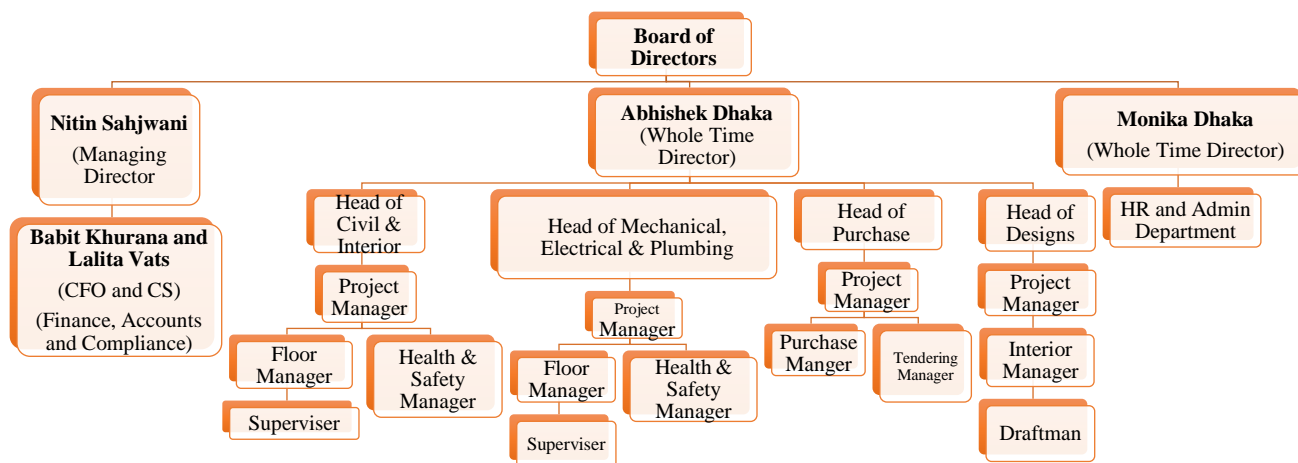 Board of
Directors
Nitin Sahjwani
(Managing
Director
Abhishek Dhaka
(Whole Time
Director)
Monika Dhaka
(Whole Time Director)
Babit Khurana and
Lalita Vats
(CFO and CS)
(Finance, Accounts
and Compliance)
Head of
Civil &
Interior
Project
Manager
Floor
Manager
Superviser
Health &
Safety
Manager
Head of Mechanical,
Electrical & Plumbing
Project
Manager
Floor
Manager
Superviser
Health &
Safety
Manager
Head of
Purchase
Project
Manager
Purchase
Manger
Tendering
Manager
Head of
Designs
Project
Manager
Interior
Manager
Draftman
HR and Admin
Department